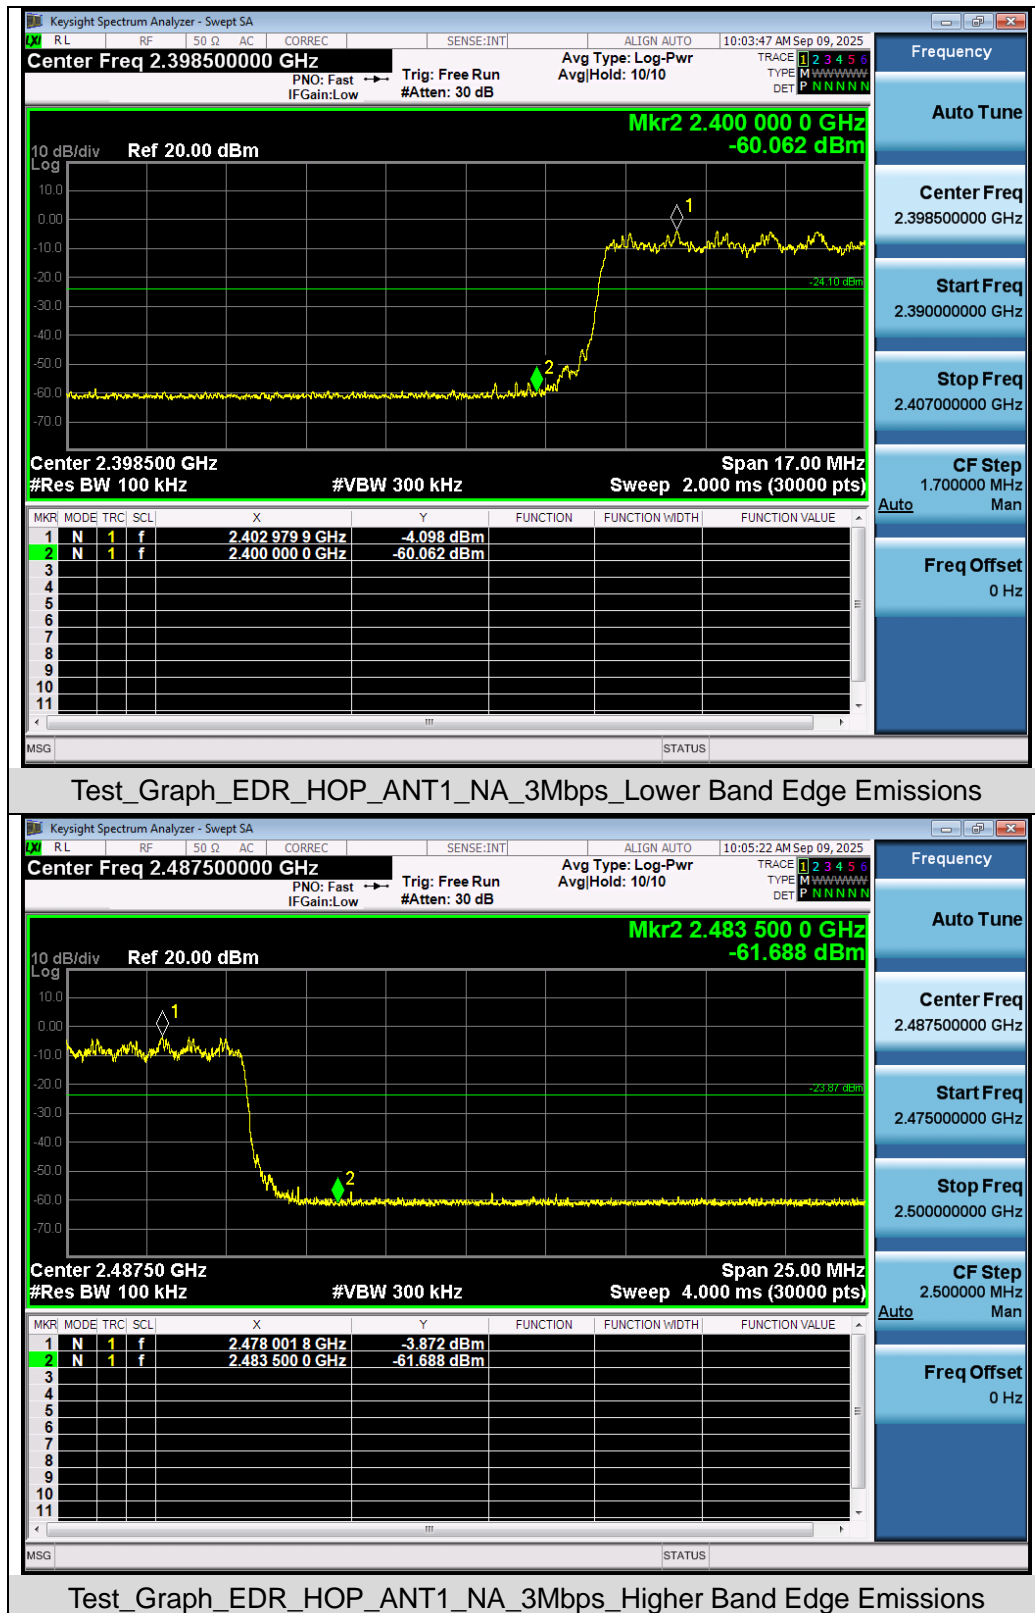 Keysight Spectrum Analyzer - Swept SA
LXI RL RF 50 Ω AC CORREC SENSE:INT ALIGN AUTO 10:03:47 AM Sep 09, 2025
Center Freq 2.398500000 GHz
PNO: Fast
IFGain:Low
Trig: Free Run
#Atten: 30 dB
Avg Type: Log-Pwr
Avg|Hold: 10/10
TRACE 1 2 3 4 5 6
TYPE M W W W W W
DET P N N N N N
Mkr2 2.400 000 0 GHz
-60.062 dBm
10 dB/div Ref 20.00 dBm
Log
10.0
0.00
-10.0
-20.0
-30.0
-40.0
-50.0
-60.0
-70.0
1
-24.10 dBm
2
Center 2.398500 GHz Span 17.00 MHz
#Res BW 100 kHz #VBW 300 kHz Sweep 2.000 ms (30000 pts)
MKR MODE TRC SCL X Y FUNCTION FUNCTION WIDTH FUNCTION VALUE
1 N 1 f 2.402 979 9 GHz -4.098 dBm
2 N 1 f 2.400 000 0 GHz -60.062 dBm
3
4
5
6
7
8
9
10
11
MSG STATUS
Frequency
Auto Tune
Center Freq
2.398500000 GHz
Start Freq
2.390000000 GHz
Stop Freq
2.407000000 GHz
CF Step
1.700000 MHz
Auto Man
Freq Offset
0 Hz
Test_Graph_EDR_HOP_ANT1_NA_3Mbps_Lower Band Edge Emissions
Keysight Spectrum Analyzer - Swept SA
LXI RL RF 50 Ω AC CORREC SENSE:INT ALIGN AUTO 10:05:22 AM Sep 09, 2025
Center Freq 2.487500000 GHz
PNO: Fast
IFGain:Low
Trig: Free Run
#Atten: 30 dB
Avg Type: Log-Pwr
Avg|Hold: 10/10
TRACE 1 2 3 4 5 6
TYPE M W W W W W
DET P N N N N N
Mkr2 2.483 500 0 GHz
-61.688 dBm
10 dB/div Ref 20.00 dBm
Log
10.0
0.00
-10.0
-20.0
-30.0
-40.0
-50.0
-60.0
-70.0
1
-23.87 dBm
2
Center 2.48750 GHz Span 25.00 MHz
#Res BW 100 kHz #VBW 300 kHz Sweep 4.000 ms (30000 pts)
MKR MODE TRC SCL X Y FUNCTION FUNCTION WIDTH FUNCTION VALUE
1 N 1 f 2.478 001 8 GHz -3.872 dBm
2 N 1 f 2.483 500 0 GHz -61.688 dBm
3
4
5
6
7
8
9
10
11
MSG STATUS
Frequency
Auto Tune
Center Freq
2.487500000 GHz
Start Freq
2.475000000 GHz
Stop Freq
2.500000000 GHz
CF Step
2.500000 MHz
Auto Man
Freq Offset
0 Hz
Test_Graph_EDR_HOP_ANT1_NA_3Mbps_Higher Band Edge Emissions